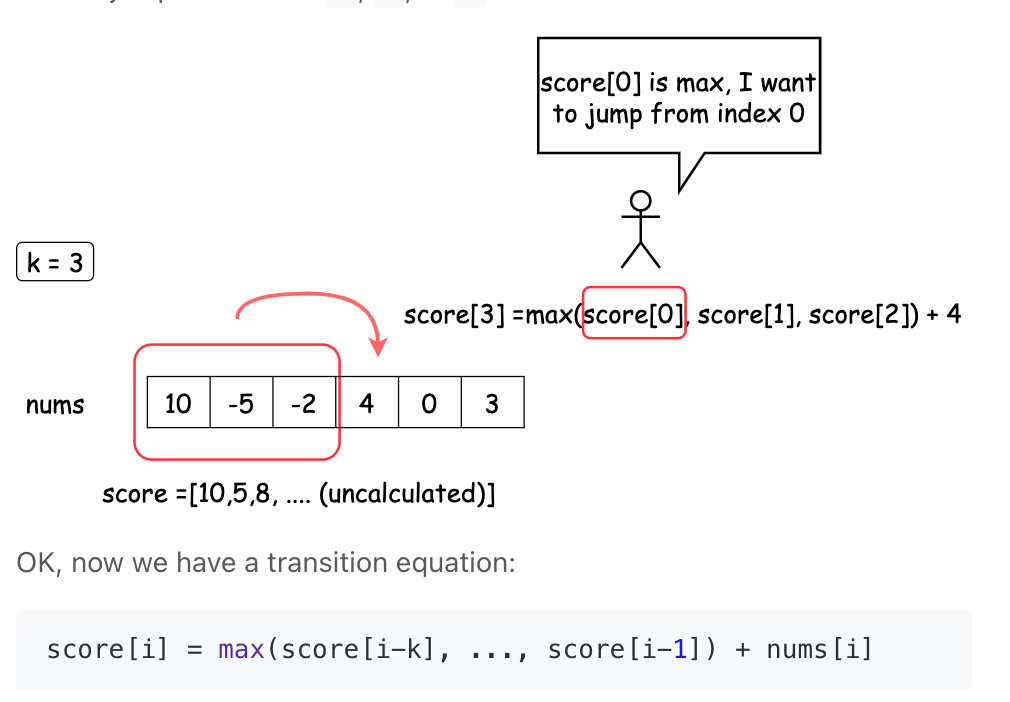 score[0] is max, I want
to jump from index 0
k = 3
score[3] =max(score[0], score[1], score[2]) + 4
nums 10 -5 -2 4 0 3
score =[10,5,8, .... (uncalculated)]
OK, now we have a transition equation:
score[i] = max(score[i-k], ..., score[i-1]) + nums[i]